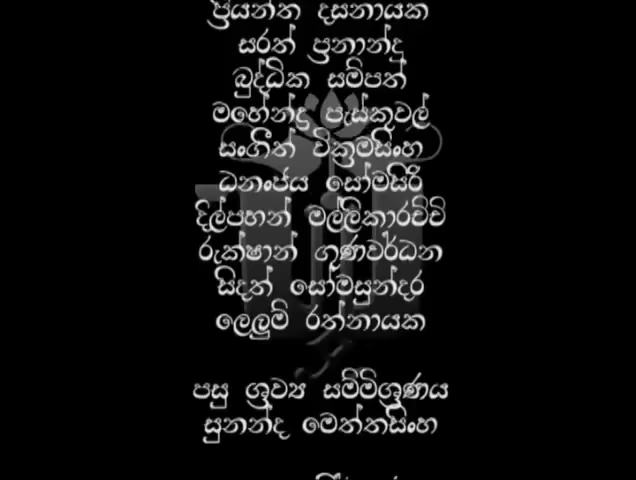 ප්‍රියන්ත දසනායක
සරත් ප්‍රනාන්දු
බුද්ධික සම්පත්
මහේන්ද්‍ර පැස්කුවල්
සංගීත් වික්‍රමසිංහ
ධනංජය සෝමසිරි
දිල්පහන් මල්ලිකාරච්චි
රුක්ෂාන් ගුණවර්ධන
සිදත් සෝමසුන්දර
ලෙලුම් රත්නායක
පසු ශ්‍රව්‍ය සම්මිශ්‍රණය
සුනන්ද මෙත්තසිංහ